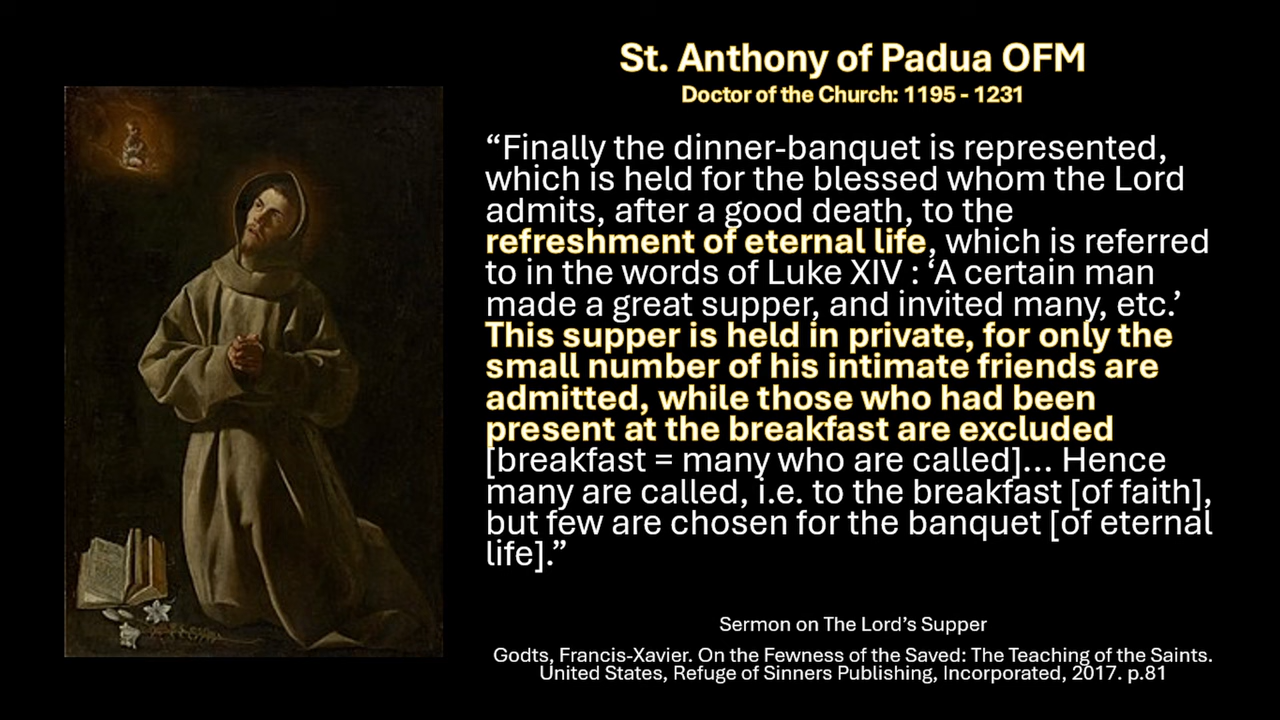 St. Anthony of Padua OFM
Doctor of the Church: 1195 - 1231
“Finally the dinner-banquet is represented,
which is held for the blessed whom the Lord
admits, after a good death, to the
refreshment of eternal life, which is referred
to in the words of Luke XIV : ‘A certain man
made a great supper, and invited many, etc.’
This supper is held in private, for only the
small number of his intimate friends are
admitted, while those who had been
present at the breakfast are excluded
[breakfast = many who are called]... Hence
many are called, i.e. to the breakfast [of faith],
but few are chosen for the banquet [of eternal
life].”
Sermon on The Lord’s Supper
Godts, Francis-Xavier. On the Fewness of the Saved: The Teaching of the Saints.
United States, Refuge of Sinners Publishing, Incorporated, 2017. p.81